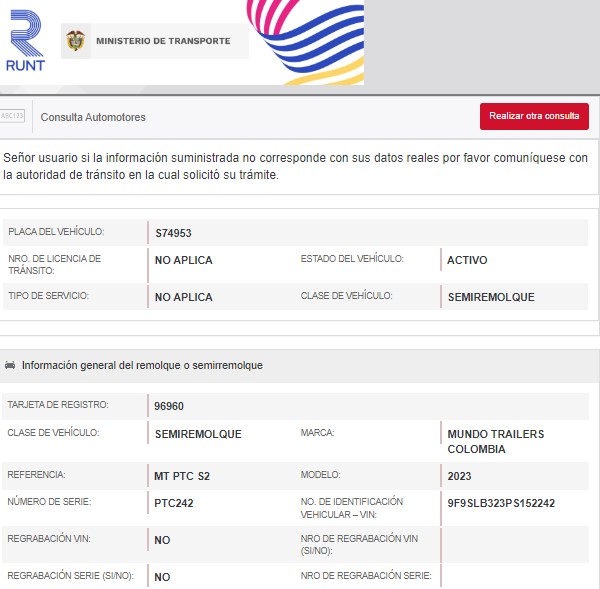 RUNT
MINISTERIO DE TRANSPORTE
ABC123
Consulta Automotores
Realizar otra consulta
Señor usuario si la información suministrada no corresponde con sus datos reales por favor comuníquese con
la autoridad de tránsito en la cual solicitó su trámite.
PLACA DEL VEHÍCULO: S74953
NRO. DE LICENCIA DE
TRÁNSITO: NO APLICA ESTADO DEL VEHÍCULO: ACTIVO
TIPO DE SERVICIO: NO APLICA CLASE DE VEHÍCULO: SEMIREMOLQUE
Información general del remolque o semirremolque
TARJETA DE REGISTRO: 96960
CLASE DE VEHÍCULO: SEMIREMOLQUE MARCA: MUNDO TRAILERS
COLOMBIA
REFERENCIA: MT PTC S2 MODELO: 2023
NÚMERO DE SERIE: PTC242 NO. DE IDENTIFICACIÓN
VEHICULAR – VIN: 9F9SLB323PS152242
REGRABACIÓN VIN: NO NRO DE REGRABACIÓN VIN
(SI/NO):
REGRABACIÓN SERIE (SI/NO): NO NRO DE REGRABACIÓN SERIE: